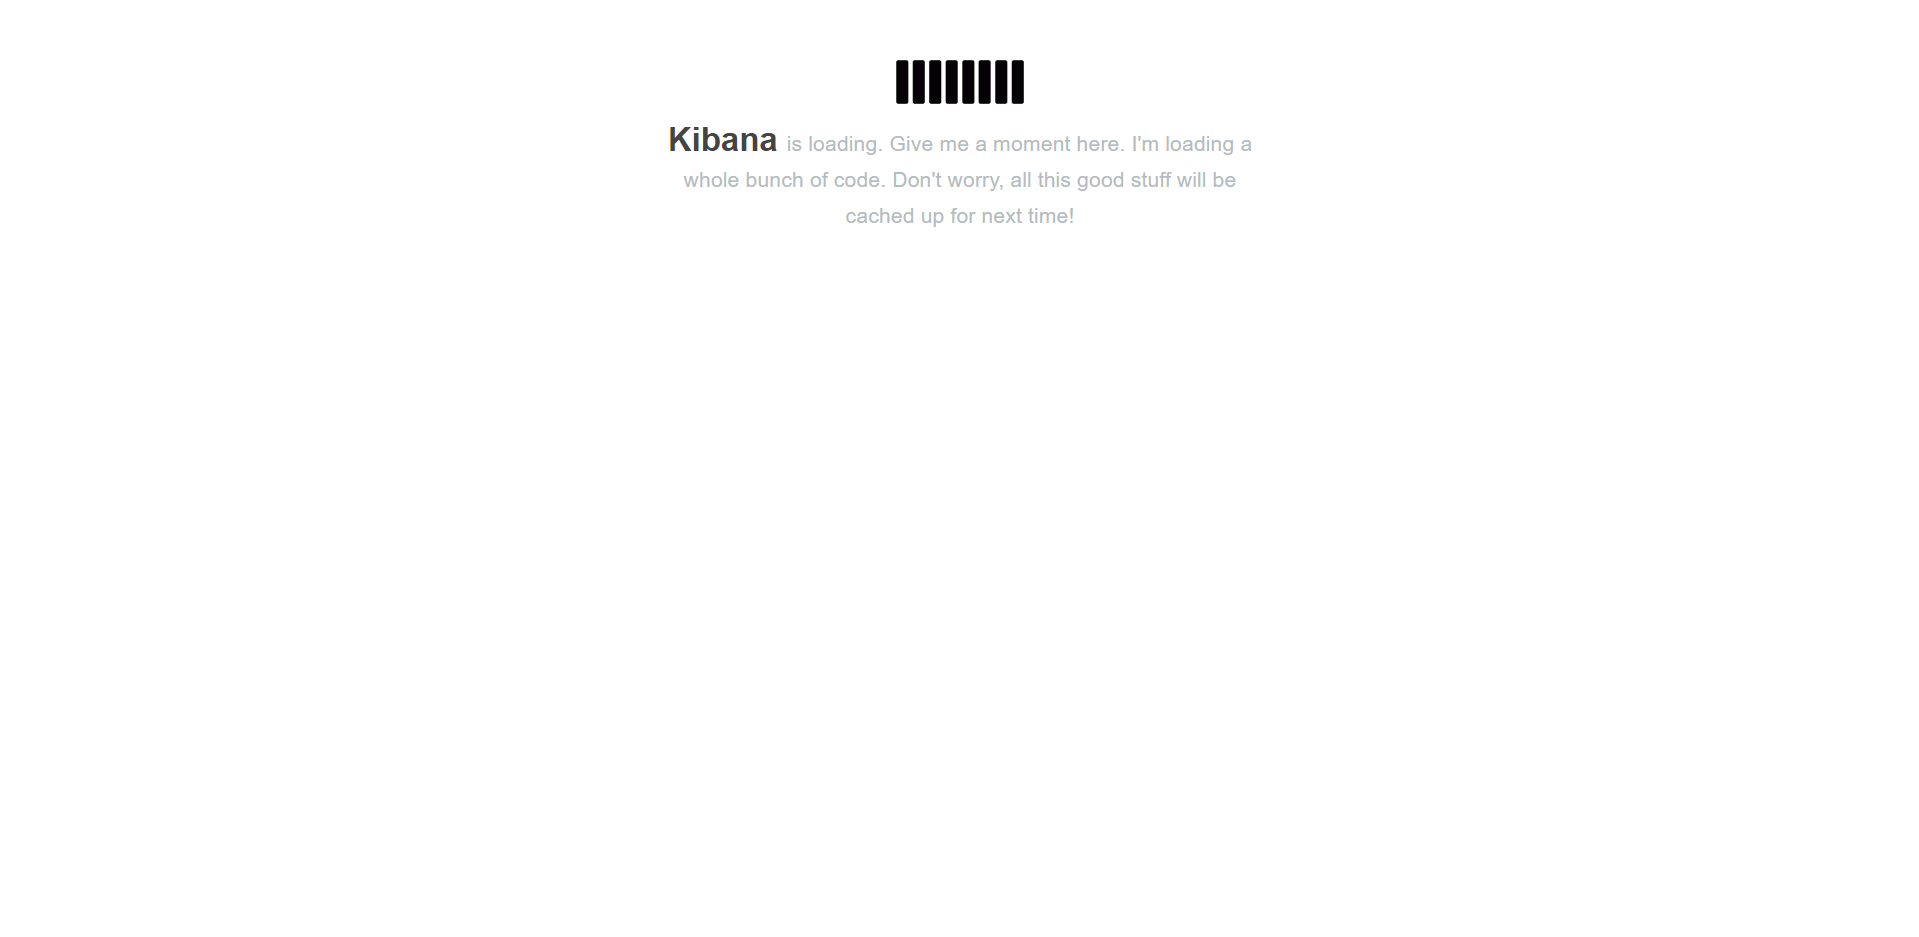 Kibana is loading. Give me a moment here. I'm loading a
whole bunch of code. Don't worry, all this good stuff will be
cached up for next time!